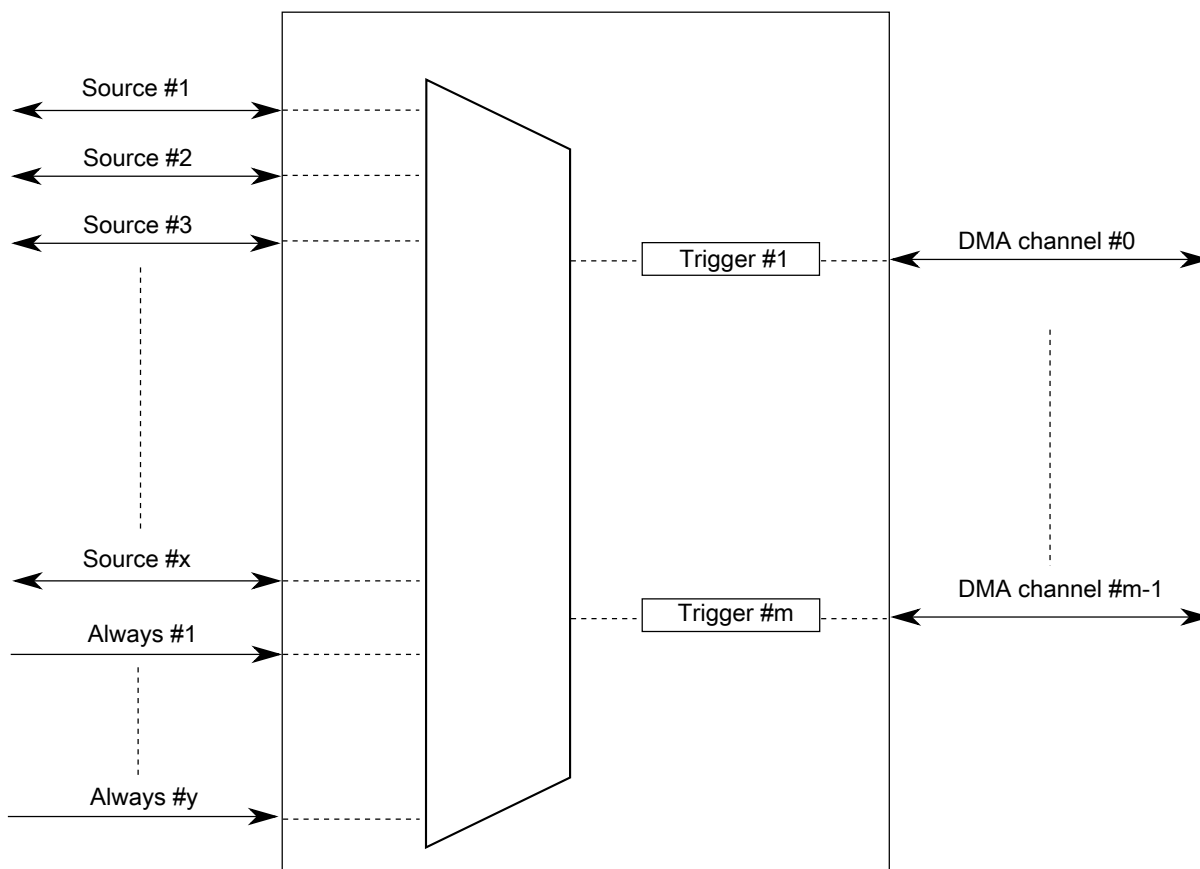 Source #1
Source #2
Source #3
Trigger #1
DMA channel #0
Source #x
Always #1
Trigger #m
DMA channel #m-1
Always #y